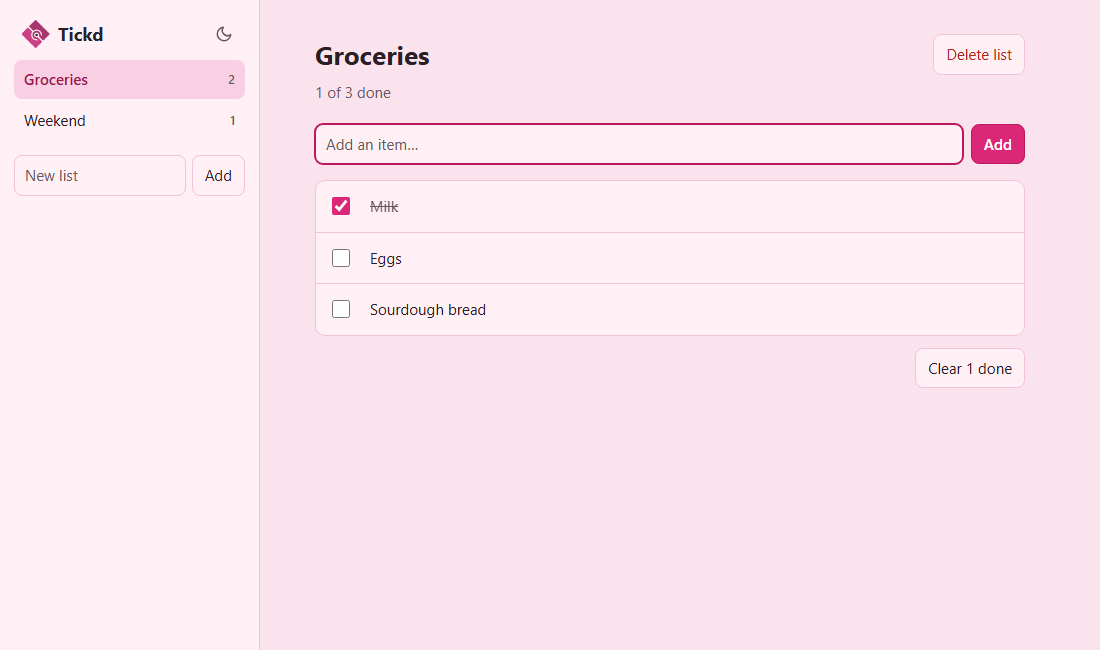 Tickd
Groceries 2
Weekend 1
New list Add
Groceries
Delete list
1 of 3 done
Add an item... Add
Milk
Eggs
Sourdough bread
Clear 1 done